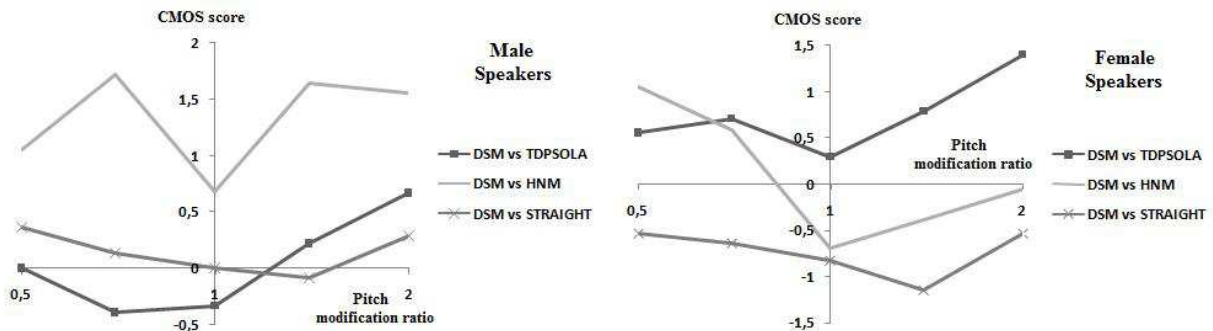 CMOS score
2
1,5
1
0,5
0
-0,5
0,5
1
2
Pitch
modification ratio
Male
Speakers
DSM vs TDPSOLA
DSM vs HNM
DSM vs STRAIGHT
CMOS score
1,5
1
0,5
0
-0,5
-1
-1,5
0,5
1
2
Pitch
modification ratio
Female
Speakers
DSM vs TDPSOLA
DSM vs HNM
DSM vs STRAIGHT